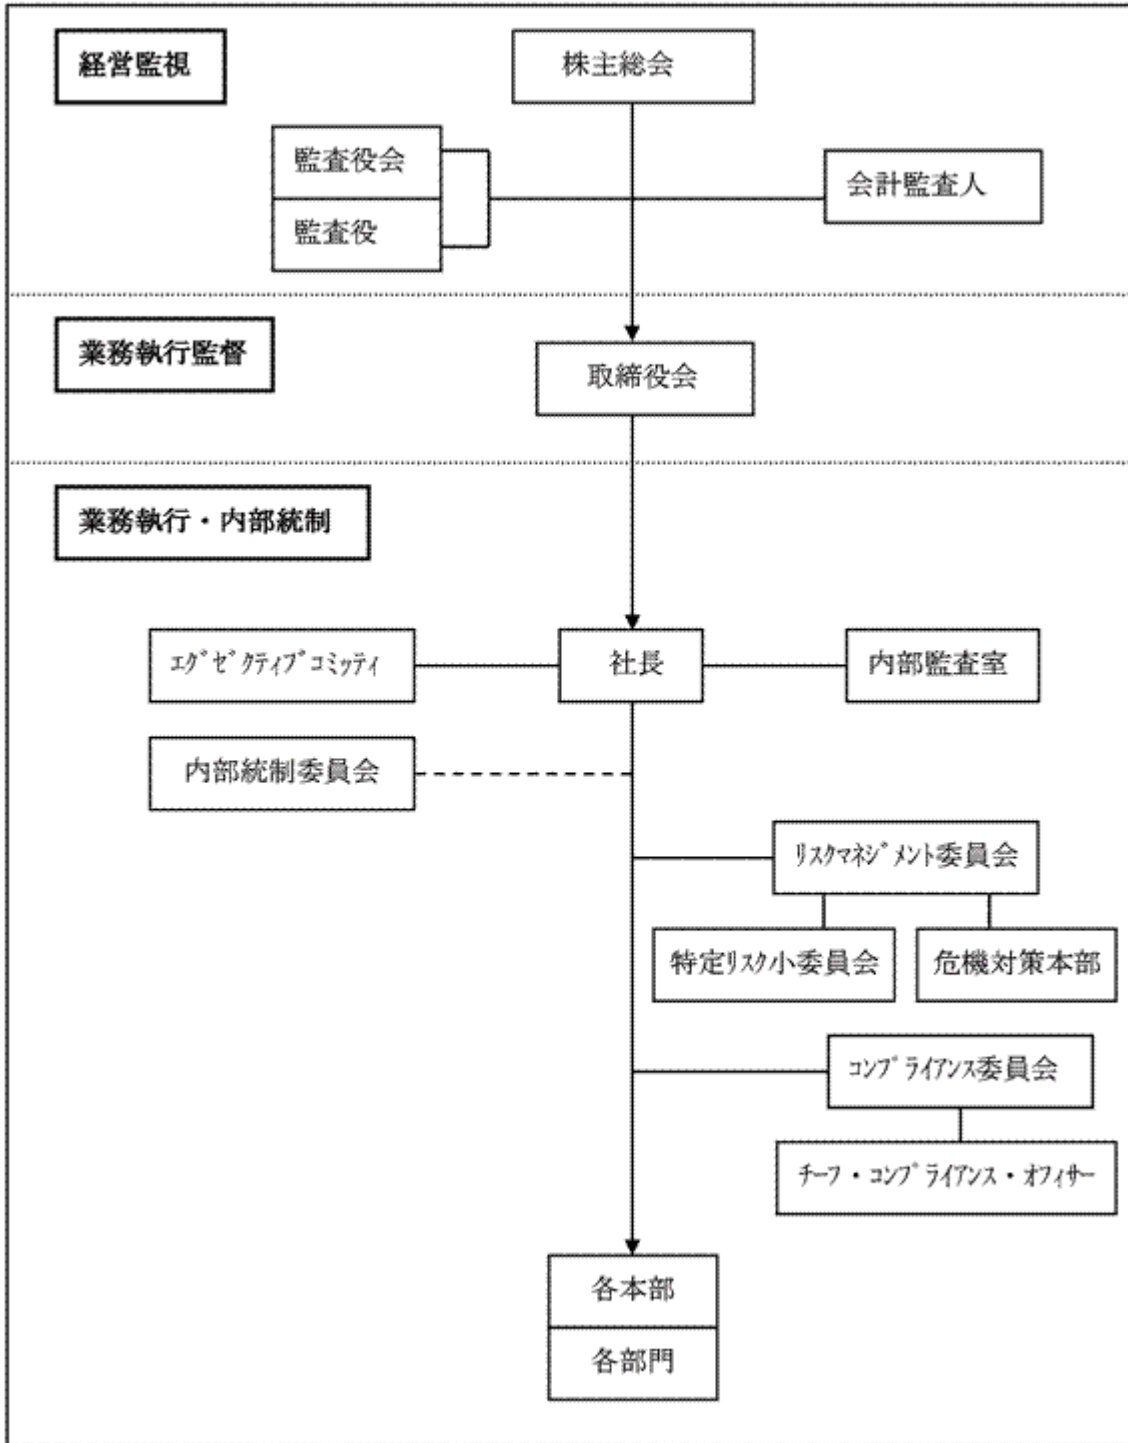 経営監視
株主総会
監査役会
監査役
会計監査人
業務執行監督
取締役会
業務執行・内部統制
ｴｸﾞｾﾞｸﾃｨﾌﾞｺﾐｯﾃｨ
社長
内部監査室
内部統制委員会
ﾘｽｸﾏﾈｼﾞﾒﾝﾄ委員会
特定ﾘｽｸ小委員会
危機対策本部
ｺﾝﾌﾟﾗｲｱﾝｽ委員会
ﾁｰﾌ・ｺﾝﾌﾟﾗｲｱﾝｽ・ｵﾌｨｻｰ
各本部
各部門